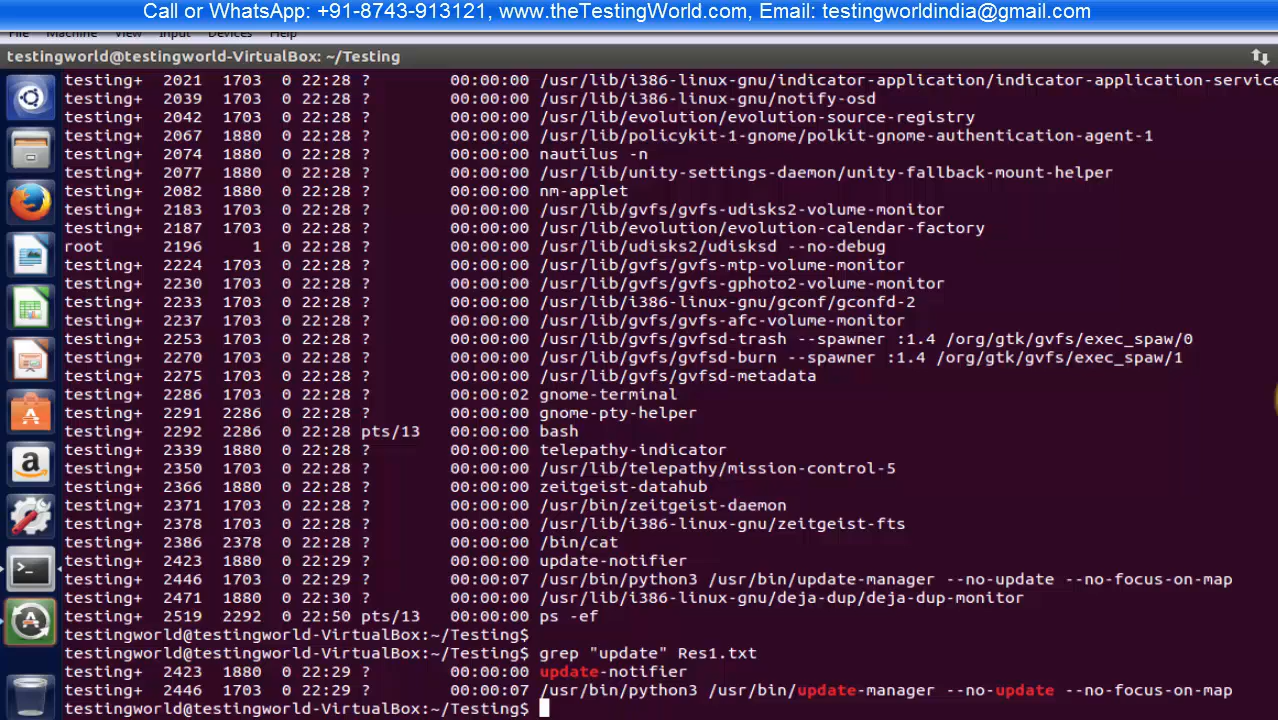 Call or WhatsApp: +91-8743-913121, www.theTestingWorld.com, Email: testingworldindia@gmail.com
File Machine View Input Devices Help
testingworld@testingworld-VirtualBox: ~/Testing
testing+ 2021 1703 0 22:28 ? 00:00:00 /usr/lib/i386-linux-gnu/indicator-application/indicator-application-service
testing+ 2039 1703 0 22:28 ? 00:00:00 /usr/lib/i386-linux-gnu/notify-osd
testing+ 2042 1703 0 22:28 ? 00:00:00 /usr/lib/evolution/evolution-source-registry
testing+ 2067 1880 0 22:28 ? 00:00:00 /usr/lib/policykit-1-gnome/polkit-gnome-authentication-agent-1
testing+ 2074 1880 0 22:28 ? 00:00:00 nautilus -n
testing+ 2077 1880 0 22:28 ? 00:00:00 /usr/lib/unity-settings-daemon/unity-fallback-mount-helper
testing+ 2082 1880 0 22:28 ? 00:00:00 nm-applet
testing+ 2183 1703 0 22:28 ? 00:00:00 /usr/lib/gvfs/gvfs-udisks2-volume-monitor
testing+ 2187 1703 0 22:28 ? 00:00:00 /usr/lib/evolution/evolution-calendar-factory
root 2196 1 0 22:28 ? 00:00:00 /usr/lib/udisks2/udisksd --no-debug
testing+ 2224 1703 0 22:28 ? 00:00:00 /usr/lib/gvfs/gvfs-mtp-volume-monitor
testing+ 2230 1703 0 22:28 ? 00:00:00 /usr/lib/gvfs/gvfs-gphoto2-volume-monitor
testing+ 2233 1703 0 22:28 ? 00:00:00 /usr/lib/i386-linux-gnu/gconf/gconfd-2
testing+ 2237 1703 0 22:28 ? 00:00:00 /usr/lib/gvfs/gvfs-afc-volume-monitor
testing+ 2253 1703 0 22:28 ? 00:00:00 /usr/lib/gvfs/gvfsd-trash --spawner :1.4 /org/gtk/gvfs/exec_spaw/0
testing+ 2270 1703 0 22:28 ? 00:00:00 /usr/lib/gvfs/gvfsd-burn --spawner :1.4 /org/gtk/gvfs/exec_spaw/1
testing+ 2275 1703 0 22:28 ? 00:00:00 /usr/lib/gvfs/gvfsd-metadata
testing+ 2286 1703 0 22:28 ? 00:00:02 gnome-terminal
testing+ 2291 2286 0 22:28 ? 00:00:00 gnome-pty-helper
testing+ 2292 2286 0 22:28 pts/13 00:00:00 bash
testing+ 2339 1880 0 22:28 ? 00:00:00 telepathy-indicator
testing+ 2350 1703 0 22:28 ? 00:00:00 /usr/lib/telepathy/mission-control-5
testing+ 2366 1880 0 22:28 ? 00:00:00 zeitgeist-datahub
testing+ 2371 1703 0 22:28 ? 00:00:00 /usr/bin/zeitgeist-daemon
testing+ 2378 1703 0 22:28 ? 00:00:00 /usr/lib/i386-linux-gnu/zeitgeist-fts
testing+ 2386 2378 0 22:28 ? 00:00:00 /bin/cat
testing+ 2423 1880 0 22:29 ? 00:00:00 update-notifier
testing+ 2446 1703 0 22:29 ? 00:00:07 /usr/bin/python3 /usr/bin/update-manager --no-update --no-focus-on-map
testing+ 2471 1880 0 22:30 ? 00:00:00 /usr/lib/i386-linux-gnu/deja-dup/deja-dup-monitor
testing+ 2519 2292 0 22:50 pts/13 00:00:00 ps -ef
testingworld@testingworld-VirtualBox:~/Testing$
testingworld@testingworld-VirtualBox:~/Testing$ grep "update" Res1.txt
testing+ 2423 1880 0 22:29 ? 00:00:00 update-notifier
testing+ 2446 1703 0 22:29 ? 00:00:07 /usr/bin/python3 /usr/bin/update-manager --no-update --no-focus-on-map
testingworld@testingworld-VirtualBox:~/Testing$